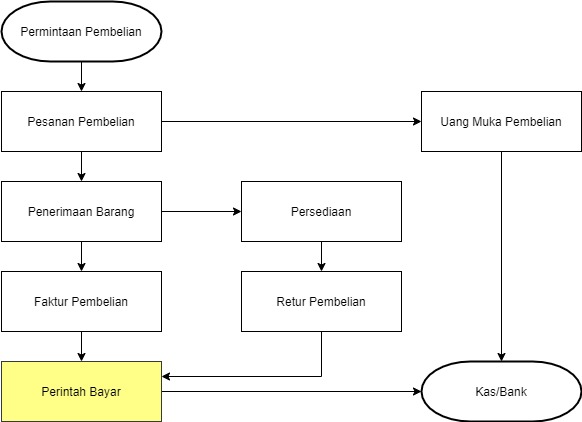 Permintaan Pembelian
Pesanan Pembelian
Uang Muka Pembelian
Penerimaan Barang
Persediaan
Faktur Pembelian
Retur Pembelian
Perintah Bayar
Kas/Bank